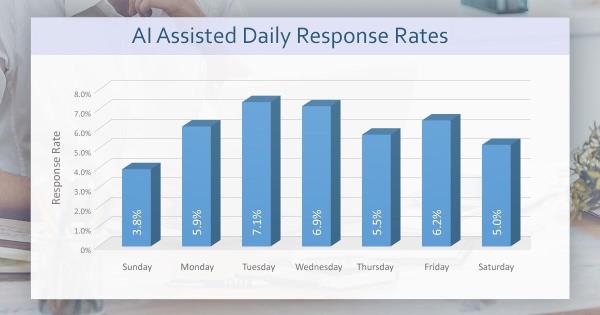 AI Assisted Daily Response Rates
Response Rate
8.0%
7.0%
6.0%
5.0%
4.0%
3.0%
2.0%
1.0%
0%
3.8%
5.9%
7.1%
6.9%
5.5%
6.2%
5.0%
Sunday
Monday
Tuesday
Wednesday
Thursday
Friday
Saturday